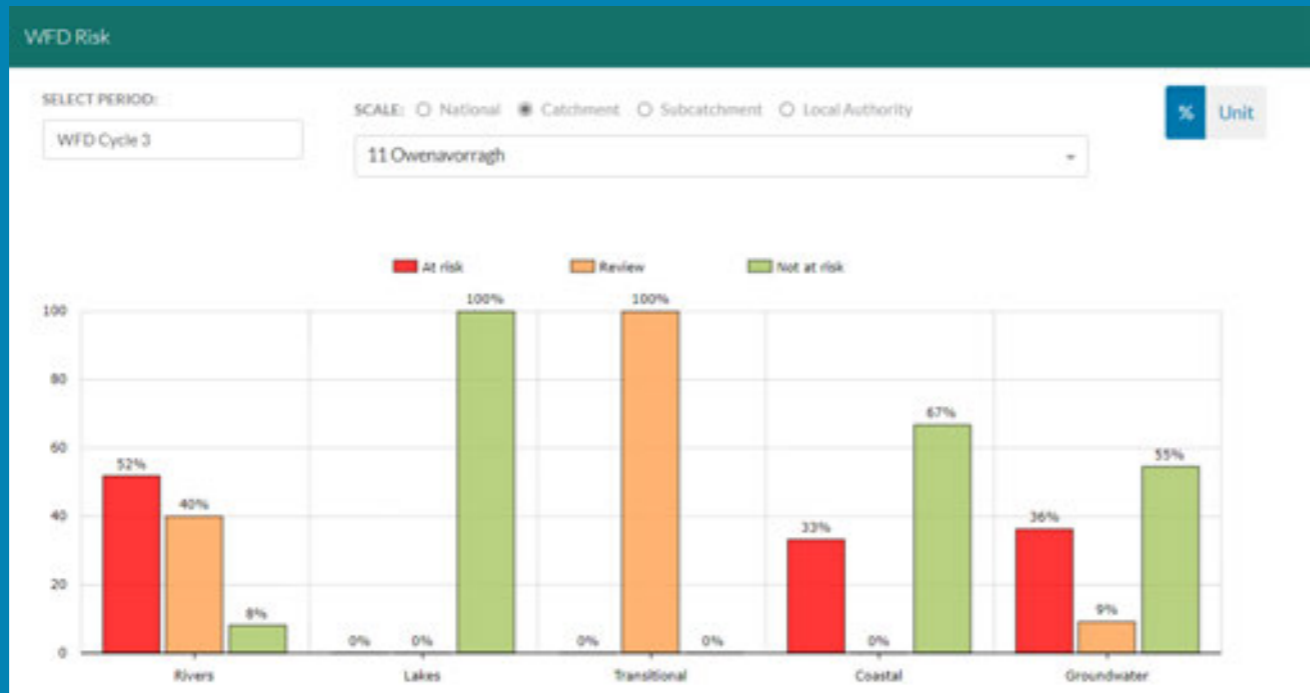 WFD Risk
SELECT PERIOD:
WFD Cycle 3
SCALE: National Catchment Subcatchment Local Authority
11 Owenavorragh
% Unit
At risk Review Not at risk
100% 100%
100
80
67%
60
55%
52%
40%
40
36%
33%
20
9%
8%
0% 0% 0% 0% 0%
0
Rivers Lakes Transitional Coastal Groundwater